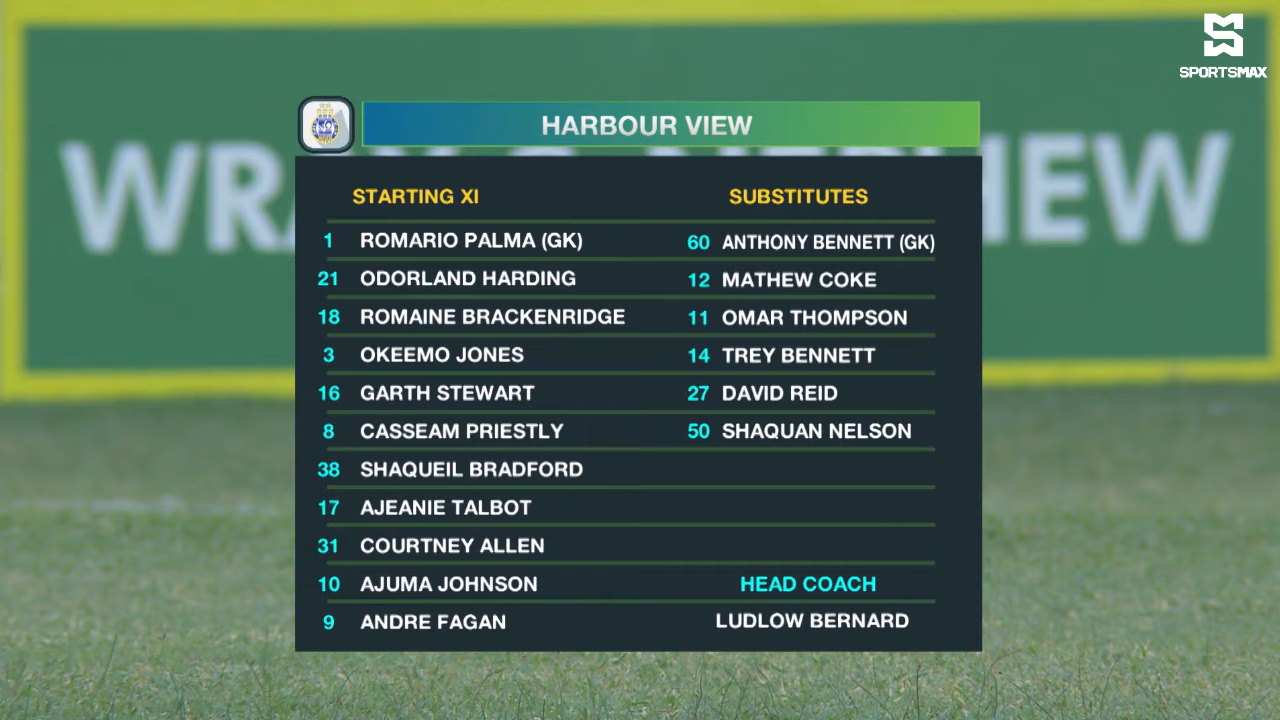 SPORTSMAX
HARBOUR VIEW
STARTING XI
1 ROMARIO PALMA (GK)
21 ODORLAND HARDING
18 ROMAINE BRACKENRIDGE
3 OKEEMO JONES
16 GARTH STEWART
8 CASSEAM PRIESTLY
38 SHAQUEIL BRADFORD
17 AJEANIE TALBOT
31 COURTNEY ALLEN
10 AJUMA JOHNSON
9 ANDRE FAGAN
SUBSTITUTES
60 ANTHONY BENNETT (GK)
12 MATHEW COKE
11 OMAR THOMPSON
14 TREY BENNETT
27 DAVID REID
50 SHAQUAN NELSON
HEAD COACH
LUDLOW BERNARD